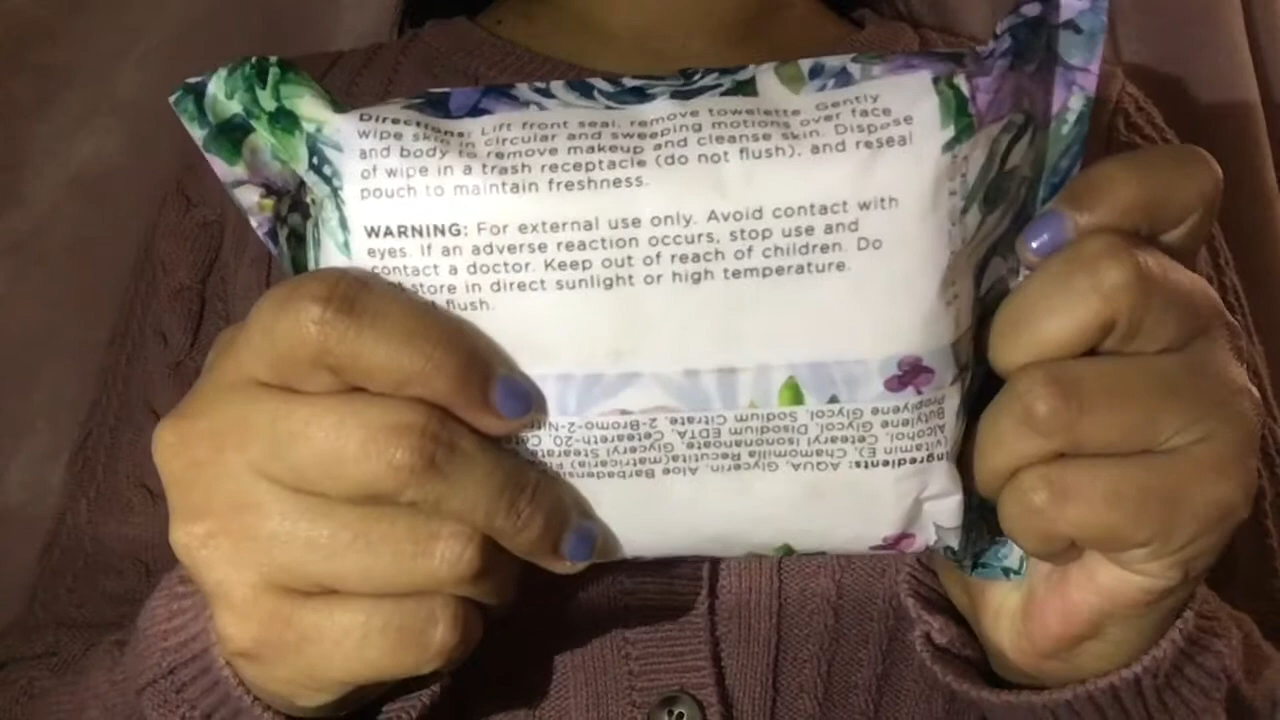 Directions: Lift front seal, remove towelette. Gently
wipe skin in circular and sweeping motions over face
and body to remove makeup and cleanse skin. Dispose
of wipe in a trash receptacle (do not flush), and reseal
pouch to maintain freshness.
WARNING: For external use only. Avoid contact with
eyes. If an adverse reaction occurs, stop use and
contact a doctor. Keep out of reach of children. Do
store in direct sunlight or high temperature.
flush.
Ingredients: AQUA, Glycerin, Aloe Barbadensi
(vitamin E), Chamomilla Recutita(matricaria)
Alcohol, Cetearyl Isononanoate, Glyceryl Stearat
Butylene Glycol, Disodium EDTA, Ceteareth-20,
Propylene Glycol, Sodium Citrate, 2-Bromo-2-Nit